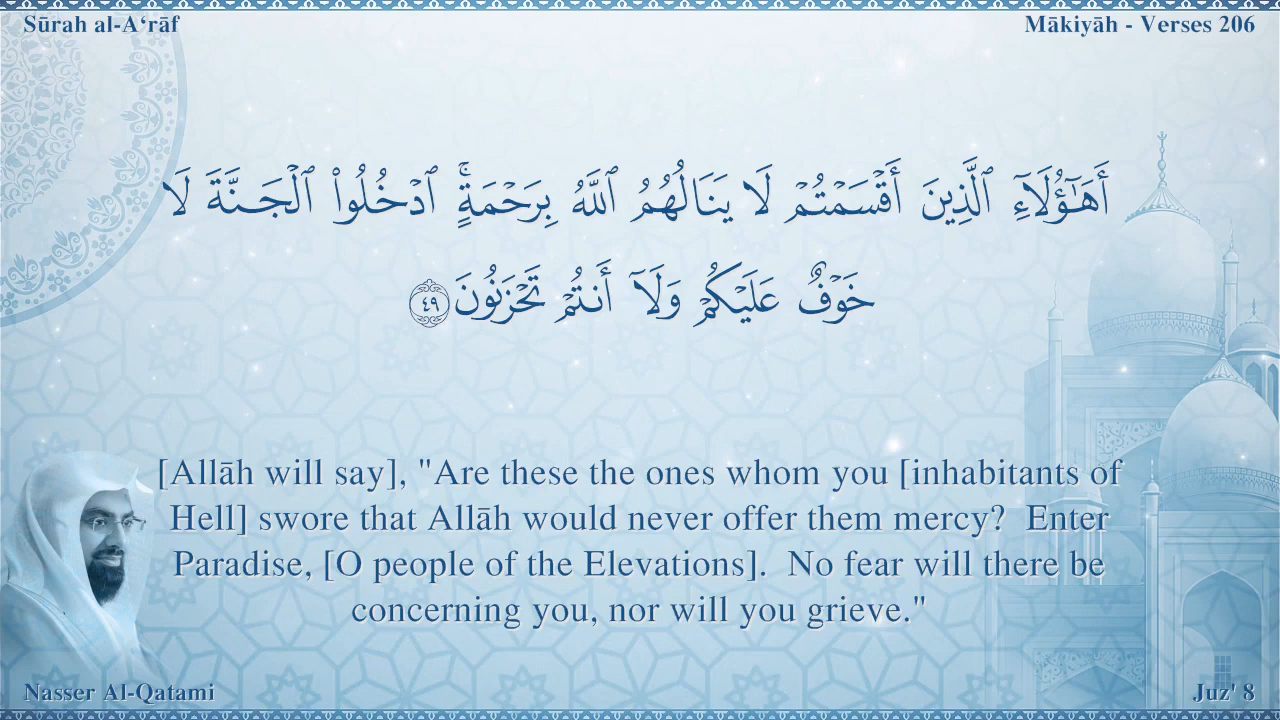 Sūrah al-A‘rāf
Mākiyāh - Verses 206
أَهَٰٓؤُلَآءِ ٱلَّذِينَ أَقْسَمْتُمْ لَا يَنَالُهُمُ ٱللَّهُ بِرَحْمَةٍۚ ٱدْخُلُوا۟ ٱلْجَنَّةَ لَا
خَوْفٌ عَلَيْكُمْ وَلَآ أَنتُمْ تَحْزَنُونَ ٤٩
[Allāh will say], "Are these the ones whom you [inhabitants of
Hell] swore that Allāh would never offer them mercy?  Enter
Paradise, [O people of the Elevations].  No fear will there be
concerning you, nor will you grieve."
Nasser Al-Qatami
Juz' 8